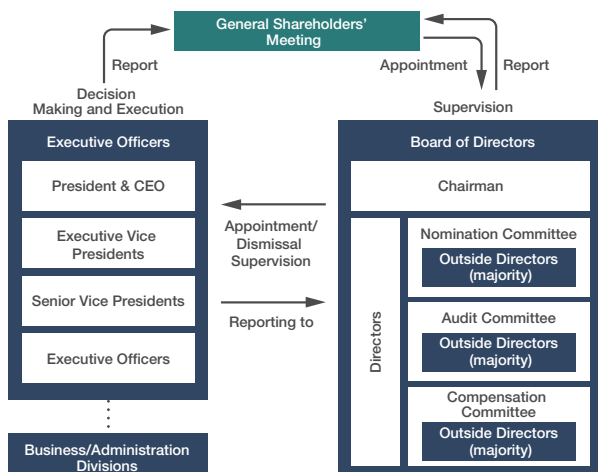 General Shareholders'
Meeting
Report
Appointment
Report
Decision
Making and Execution
Supervision
Executive Officers
President & CEO
Executive Vice
Presidents
Senior Vice Presidents
Executive Officers
Business/Administration
Divisions
Appointment/
Dismissal
Supervision
Reporting to
Board of Directors
Chairman
Directors
Nomination Committee
Outside Directors
(majority)
Audit Committee
Outside Directors
(majority)
Compensation
Committee
Outside Directors
(majority)